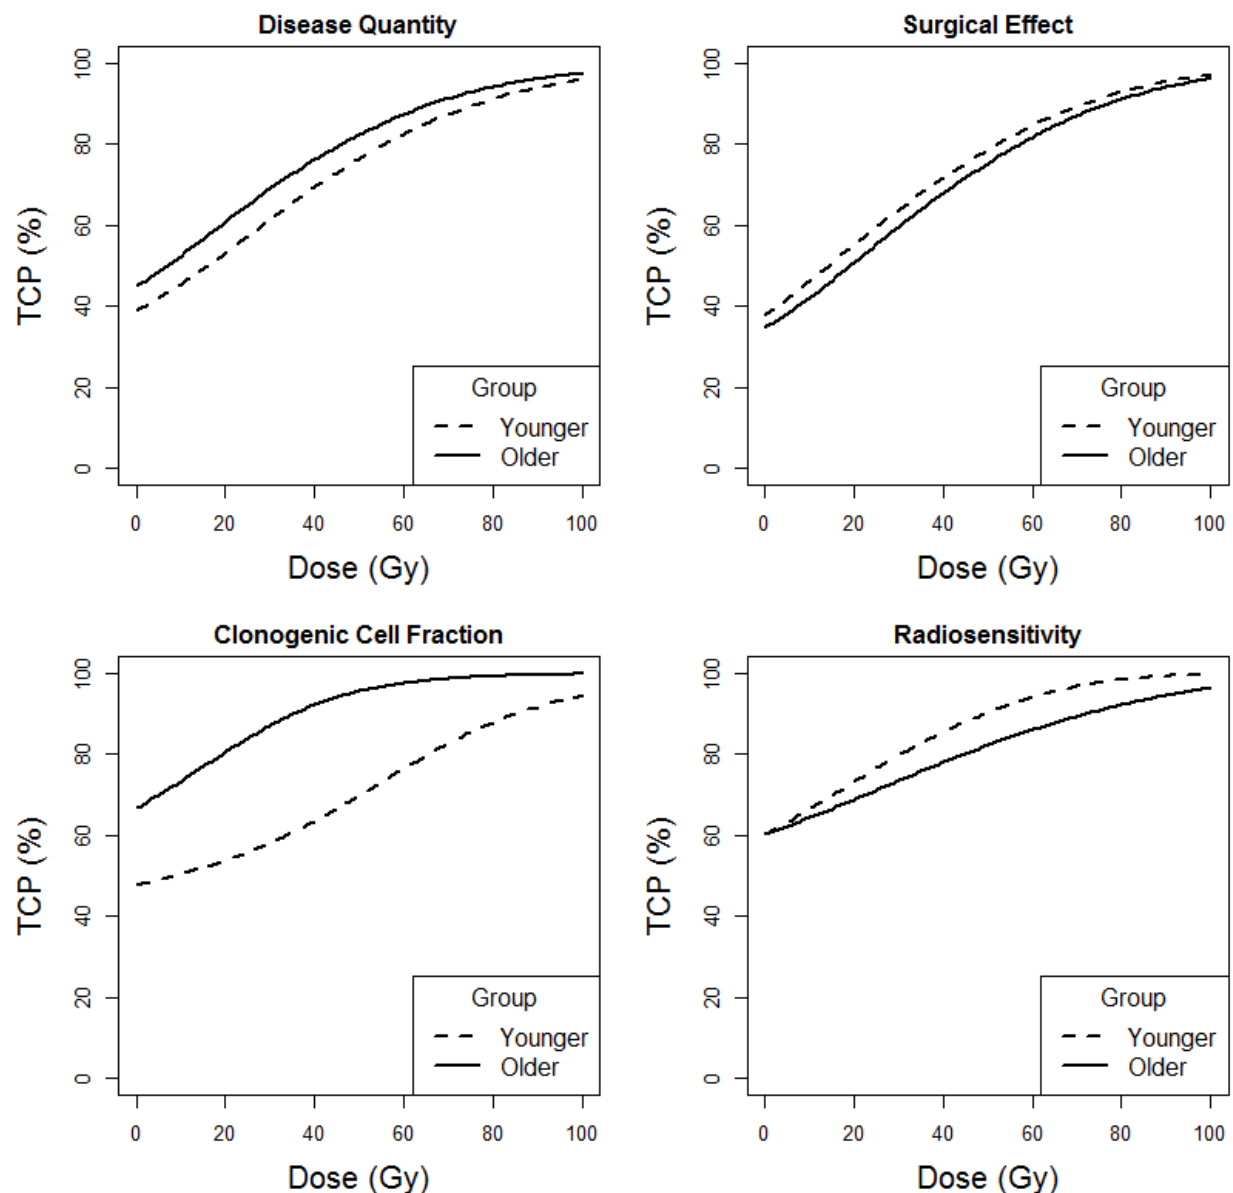 Disease Quantity
TCP (%)
100
80
60
40
20
0
Group
Younger
Older
0 20 40 60 80 100
Dose (Gy)
Surgical Effect
TCP (%)
100
80
60
40
20
0
Group
Younger
Older
0 20 40 60 80 100
Dose (Gy)
Clonogenic Cell Fraction
TCP (%)
100
80
60
40
20
0
Group
Younger
Older
0 20 40 60 80 100
Dose (Gy)
Radiosensitivity
TCP (%)
100
80
60
40
20
0
Group
Younger
Older
0 20 40 60 80 100
Dose (Gy)